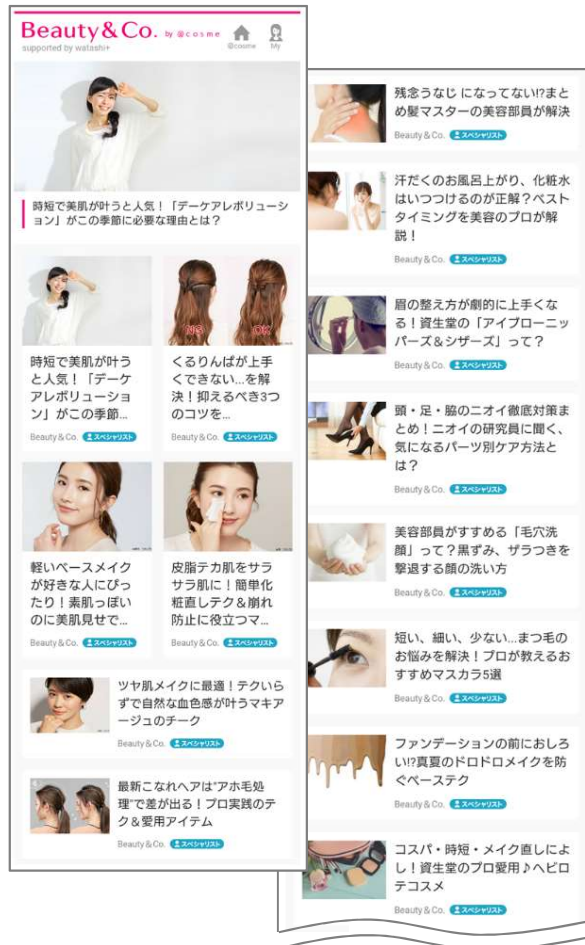 Beauty&Co. by @cosme
supported by watashi+
@cosme
My
時短で美肌が叶うと人気！「デーケアレボリューシ
ョン」がこの季節に必要な理由とは？
NG
OK
時短で美肌が叶う
と人気！「デーケ
アレボリューショ
ン」がこの季節...
Beauty & Co. スペシャリスト
くるりんぱが上手
くできない...を解
決！抑えるべき3つ
のコツを...
Beauty & Co. スペシャリスト
軽いベースメイク
が好きな人にぴっ
たり！素肌っぽい
のに美肌見せで...
Beauty & Co. スペシャリスト
皮脂テカ肌をサラ
サラ肌に！簡単化
粧直しテク＆崩れ
防止に役立つマ...
Beauty & Co. スペシャリスト
ツヤ肌メイクに最適！テクいら
ずで自然な血色感が叶うマキア
ージュのチーク
Beauty & Co. スペシャリスト
最新こなれヘアは"アホ毛処
理"で差が出る！プロ実践のテ
ク＆愛用アイテム
Beauty & Co. スペシャリスト
残念うなじ になってない!?まと
め髪マスターの美容部員が解決
Beauty & Co. スペシャリスト
汗だくのお風呂上がり、化粧水
はいつつけるのが正解？ベスト
タイミングを美容のプロが解
説！
Beauty & Co. スペシャリスト
眉の整え方が劇的に上手くな
る！資生堂の「アイブローニッ
パーズ＆シザーズ」って？
Beauty & Co. スペシャリスト
頭・足・脇のニオイ徹底対策ま
とめ！ニオイの研究員に聞く、
気になるパーツ別ケア方法と
は？
Beauty & Co. スペシャリスト
美容部員がすすめる「毛穴洗
顔」って？黒ずみ、ザラつきを
撃退する顔の洗い方
Beauty & Co. スペシャリスト
短い、細い、少ない...まつ毛の
お悩みを解決！プロが教えるお
すすめマスカラ5選
Beauty & Co. スペシャリスト
ファンデーションの前におしろ
い!?真夏のドロドロメイクを防
ぐベーステク
Beauty & Co. スペシャリスト
コスパ・時短・メイク直しによ
し！資生堂のプロ愛用♪ヘビロ
テコスメ
Beauty & Co. スペシャリスト